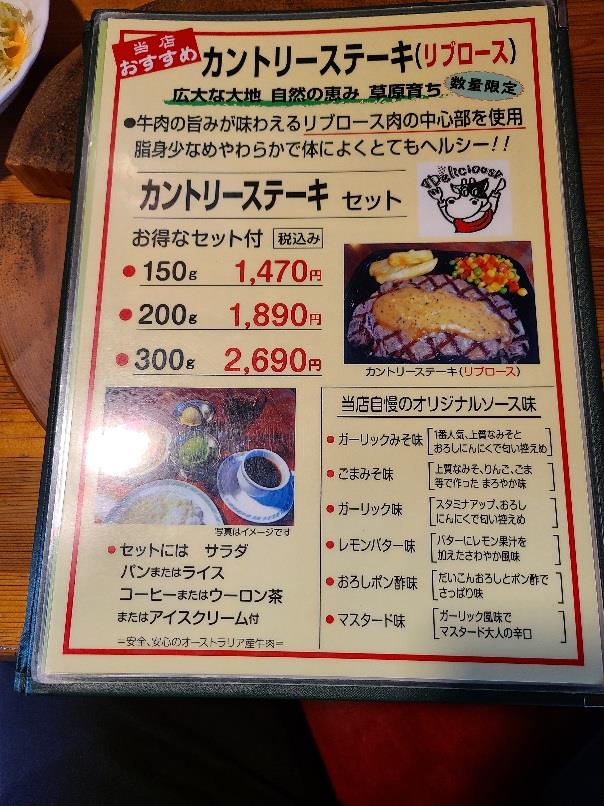 当店
おすすめ
カントリーステーキ(リブロース)
広大な大地 自然の恵み 草原育ち
数量限定
●牛肉の旨みが味わえるリブロース肉の中心部を使用
脂身少なめやわらかで体によくとてもヘルシー!!
カントリーステーキ セット
Delicious!!
お得なセット付 税込み
●150g 1,470円
●200g 1,890円
●300g 2,690円
カントリーステーキ(リブロース)
写真はイメージです
●セットには サラダ
パンまたはライス
コーヒーまたはウーロン茶
またはアイスクリーム付
=安全、安心のオーストラリア産牛肉=
当店自慢のオリジナルソース味
●ガーリックみそ味 [1番人気、上質なみそと
おろしにんにくで匂い控えめ]
●ごまみそ味 [上質なみそ、りんご、ごま
等で作った まろやか味]
●ガーリック味 [スタミナアップ、おろし
にんにくで匂い控えめ]
●レモンバター味 [バターにレモン果汁を
加えたさわやか風味]
●おろしポン酢味 [だいこんおろしとポン酢で
さっぱり味]
●マスタード味 [ガーリック風味で
マスタード大人の辛口]